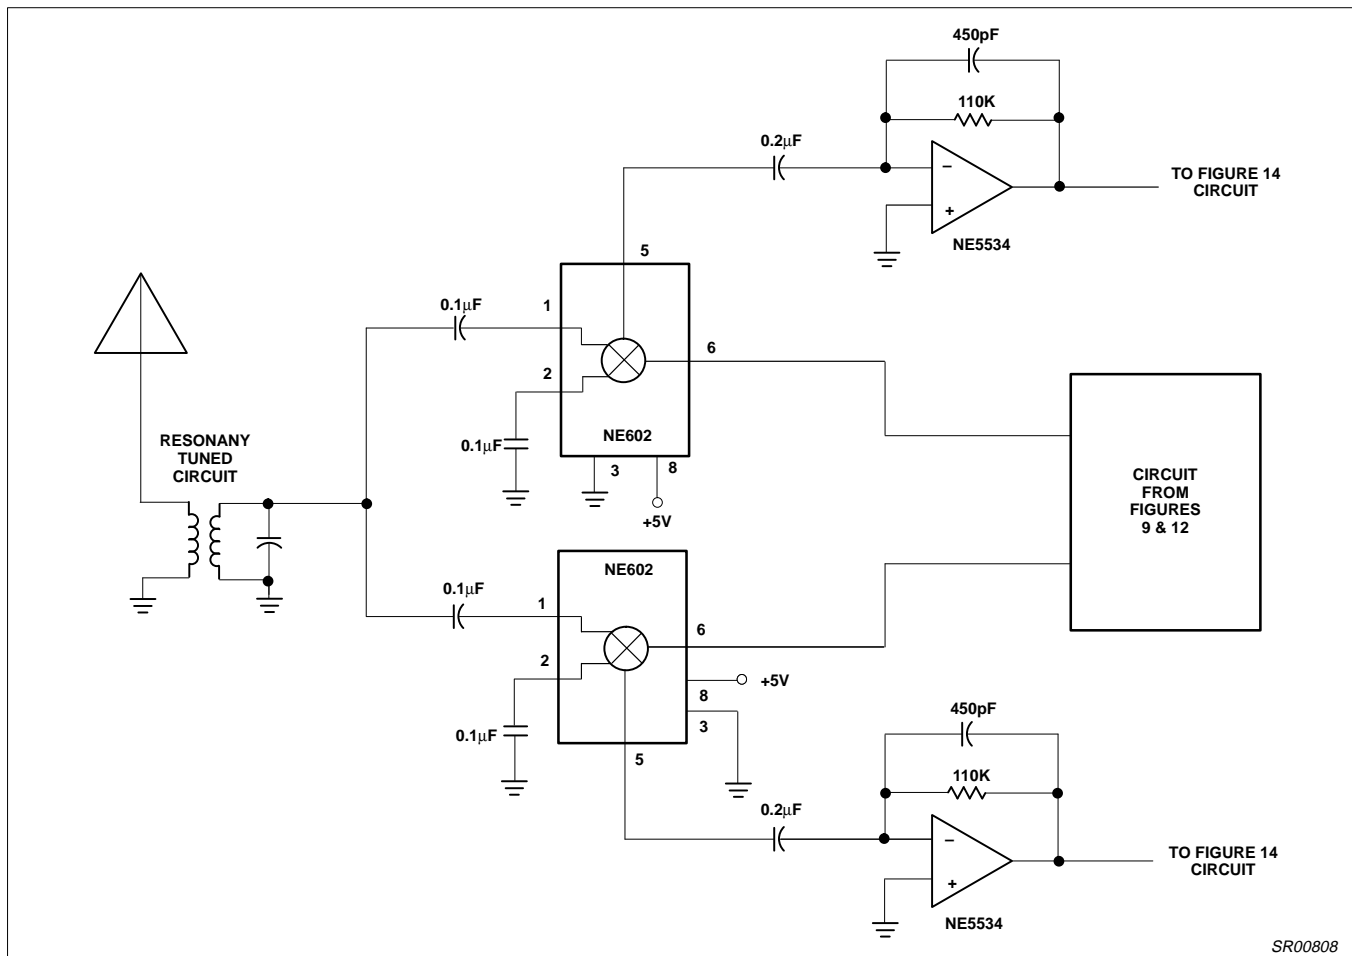 450pF
110K
0.2µF
−
+
NE5534
TO FIGURE 14
CIRCUIT
5
0.1µF
1
2
6
0.1µF
NE602
3
8
+5V
RESONANY
TUNED
CIRCUIT
CIRCUIT
FROM
FIGURES
9 & 12
NE602
0.1µF
1
2
6
+5V
8
3
0.1µF
5
450pF
110K
0.2µF
−
+
NE5534
TO FIGURE 14
CIRCUIT
SR00808